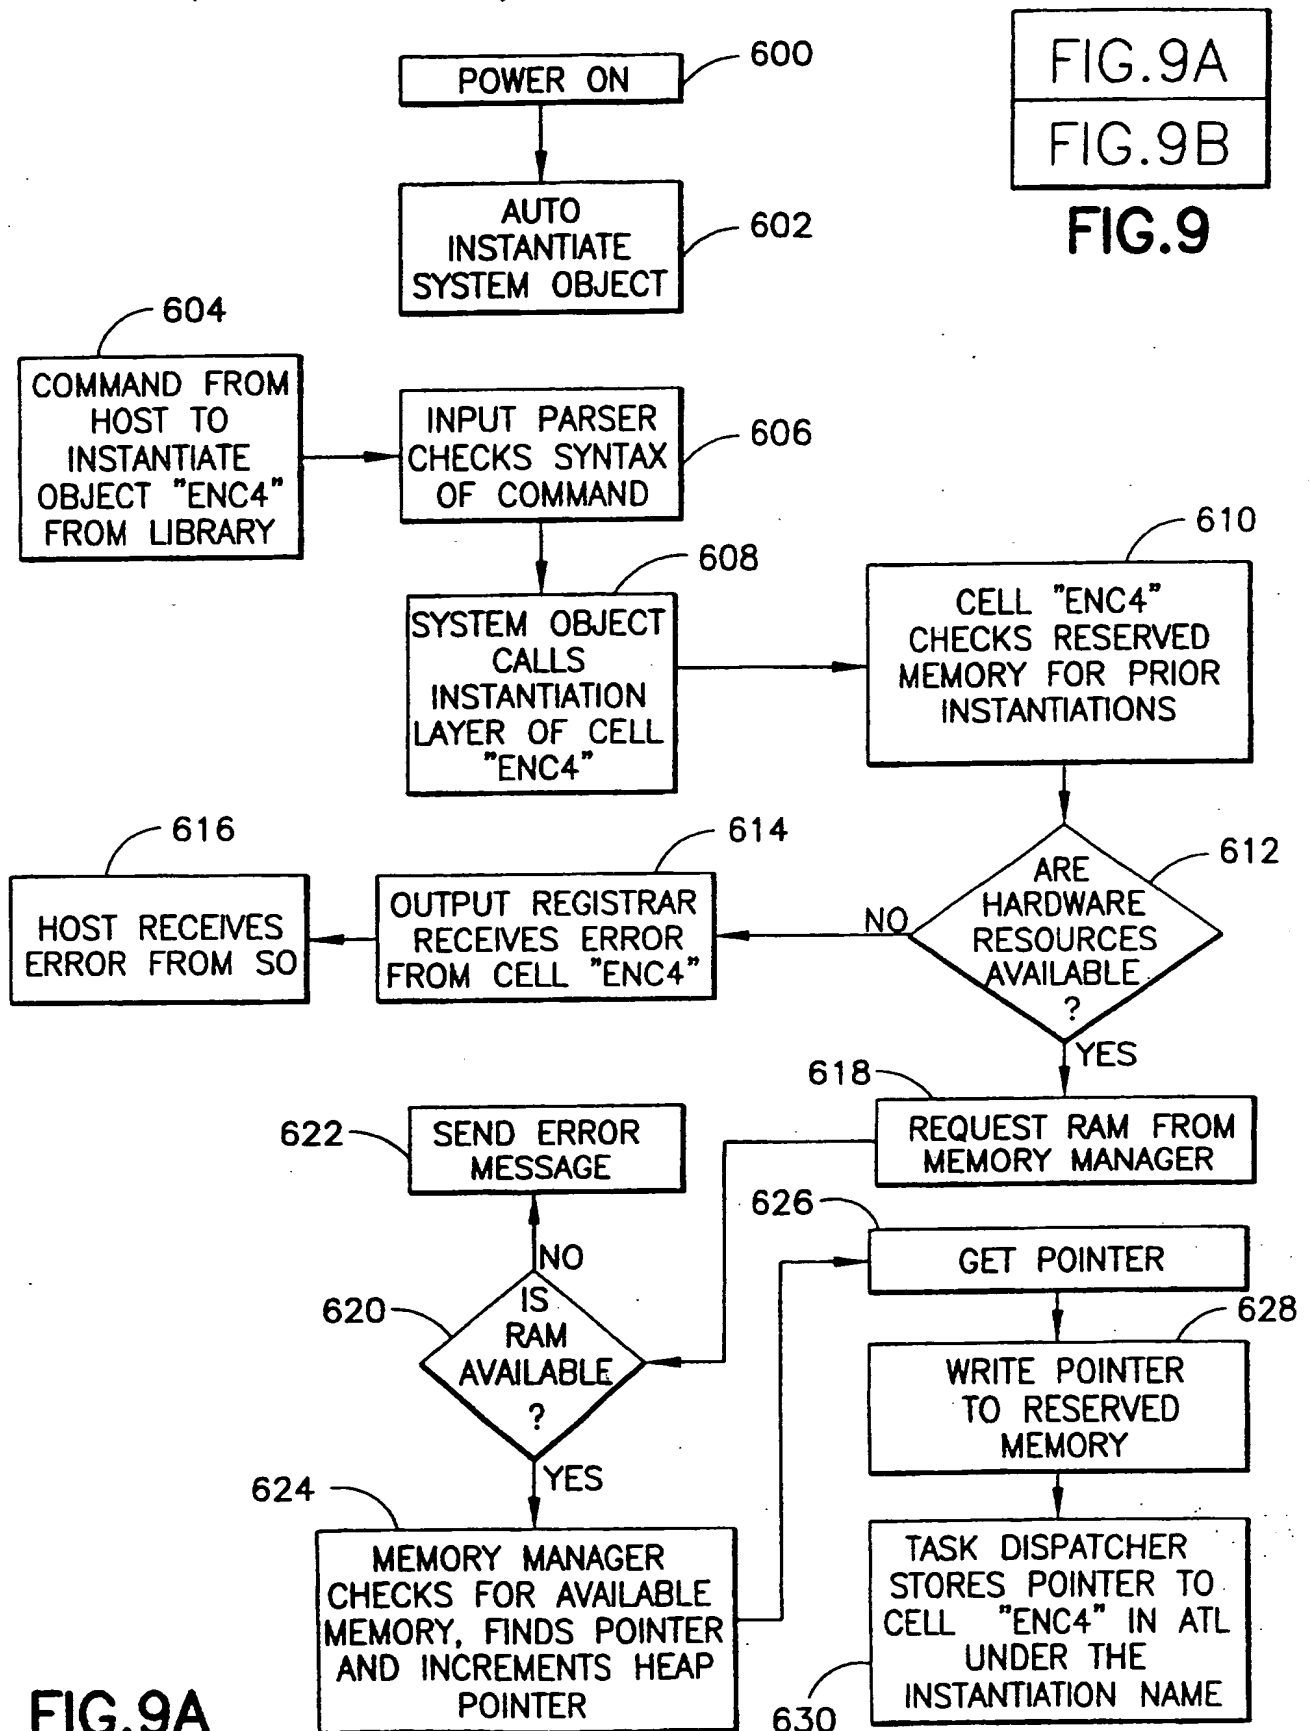 600
POWER ON
FIG.9A
FIG.9B
FIG.9
AUTO
INSTANTIATE
SYSTEM OBJECT
602
604
COMMAND FROM
HOST TO
INSTANTIATE
OBJECT "ENC4"
FROM LIBRARY
INPUT PARSER
CHECKS SYNTAX
OF COMMAND
606
608
SYSTEM OBJECT
CALLS
INSTANTIATION
LAYER OF CELL
"ENC4"
610
CELL "ENC4"
CHECKS RESERVED
MEMORY FOR PRIOR
INSTANTIATIONS
612
ARE
HARDWARE
RESOURCES
AVAILABLE
?
NO
YES
614
OUTPUT REGISTRAR
RECEIVES ERROR
FROM CELL "ENC4"
616
HOST RECEIVES
ERROR FROM SO
618
REQUEST RAM FROM
MEMORY MANAGER
622
SEND ERROR
MESSAGE
NO
620
IS
RAM
AVAILABLE
?
YES
624
MEMORY MANAGER
CHECKS FOR AVAILABLE
MEMORY, FINDS POINTER
AND INCREMENTS HEAP
POINTER
626
GET POINTER
628
WRITE POINTER
TO RESERVED
MEMORY
TASK DISPATCHER
STORES POINTER TO
CELL "ENC4" IN ATL
UNDER THE
INSTANTIATION NAME
630
FIG.9A